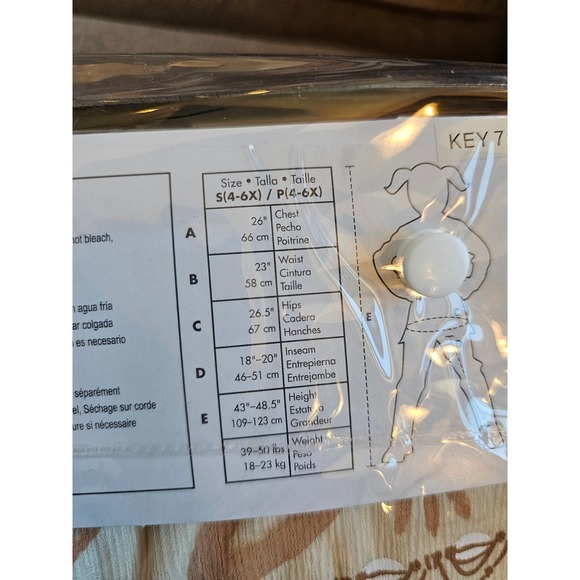 KEY 7
Size • Talla • Taille
S(4-6X) / P(4-6X)
A
26" Chest
66 cm Pecho
Poitrine
B
23" Waist
58 cm Cintura
Taille
C
26.5" Hips
67 cm Cadera
Hanches
D
18"–20" Inseam
46–51 cm Entrepierna
Entrejambe
E
43"–48.5" Height
109–123 cm Estatura
Grandeur
39–50 lbs Weight
18–23 kg Peso
Poids
E
not bleach,
agua fría
ar colgada
es necesario
séparément
el, Séchage sur corde
ure si nécessaire